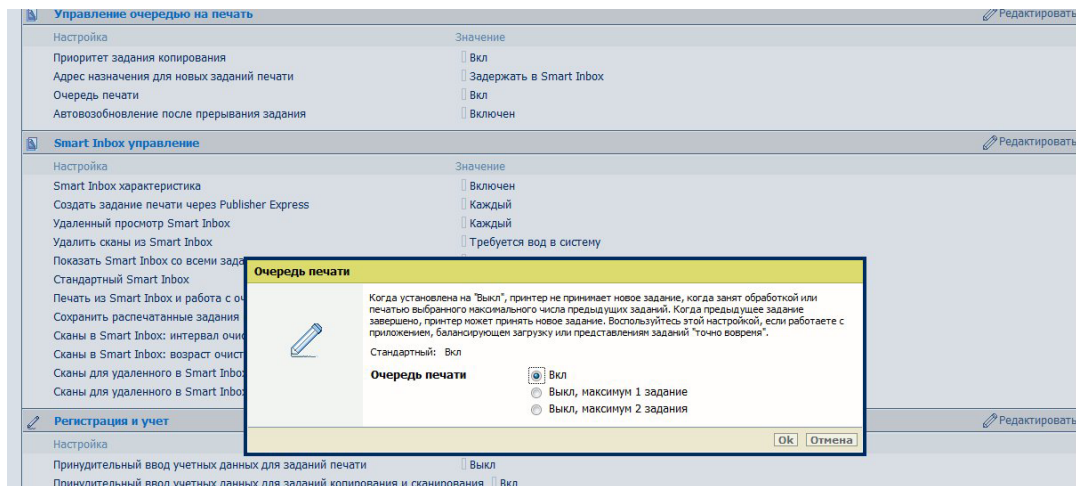 Управление очередью на печать Редактировать
Настройка Значение
Приоритет задания копирования Вкл
Адрес назначения для новых заданий печати Задержать в Smart Inbox
Очередь печати Вкл
Автовозобновление после прерывания задания Включен
Smart Inbox управление Редактировать
Настройка Значение
Smart Inbox характеристика Включен
Создать задание печати через Publisher Express Каждый
Удаленный просмотр Smart Inbox Каждый
Удалить сканы из Smart Inbox Требуется вод в систему
Показать Smart Inbox со всеми зада
Стандартный Smart Inbox
Печать из Smart Inbox и работа с оч
Сохранить распечатанные задания
Сканы в Smart Inbox: интервал очис
Сканы в Smart Inbox: возраст очист
Сканы для удаленного в Smart Inbo
Сканы для удаленного в Smart Inbo
Очередь печати
Когда установлена на "Выкл", принтер не принимает новое задание, когда занят обработкой или
печатью выбранного максимального числа предыдущих заданий. Когда предыдущее задание
завершено, принтер может принять новое задание. Воспользуйтесь этой настройкой, если работаете с
приложением, балансирующем загрузку или представлениям заданий "точно вовремя".
Стандартный: Вкл
Очередь печати Вкл
Выкл, максимум 1 задание
Выкл, максимум 2 задания
Ok Отмена
Регистрация и учет Редактировать
Настройка
Принудительный ввод учетных данных для заданий печати Выкл
Принудительный ввод учетных данных для заданий копирования и сканирования Вкл